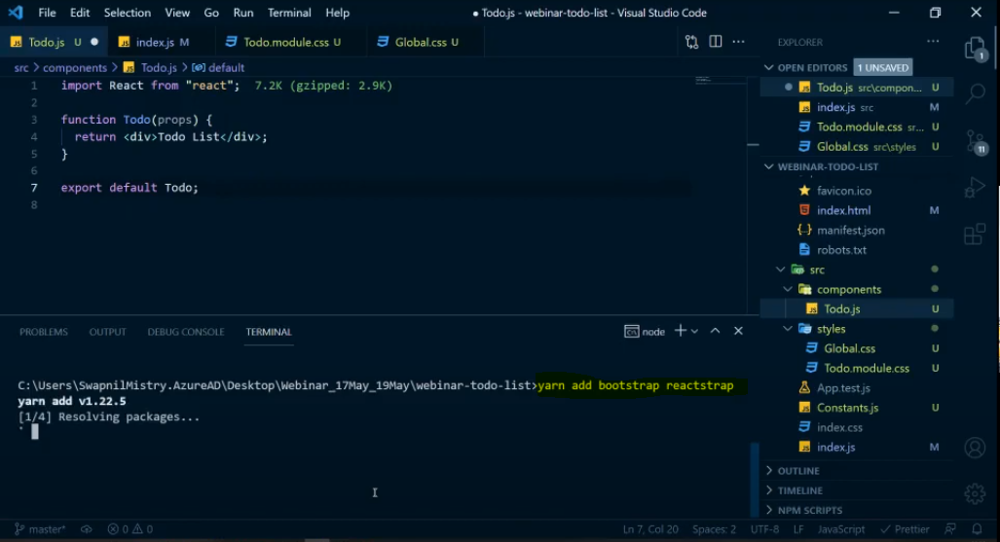 File Edit Selection View Go Run Terminal Help
● Todo.js - webinar-todo-list - Visual Studio Code
Todo.js U ●
index.js M
Todo.module.css U
Global.css U
src > components > Todo.js > default
1 import React from "react"; 7.2K (gzipped: 2.9K)
2
3 function Todo(props) {
4 return <div>Todo List</div>;
5 }
6
7 export default Todo;
8
PROBLEMS OUTPUT DEBUG CONSOLE TERMINAL
node
C:\Users\SwapnilMistry.AzureAD\Desktop\Webinar_17May_19May\webinar-todo-list>yarn add bootstrap reactstrap
yarn add v1.22.5
[1/4] Resolving packages...
EXPLORER
OPEN EDITORS 1 UNSAVED
● Todo.js src\compon... U
index.js src M
Todo.module.css sr... U
Global.css src\styles U
WEBINAR-TODO-LIST
favicon.ico
index.html M
manifest.json
robots.txt
src
components
Todo.js U
styles
Global.css U
Todo.module.css U
App.test.js
Constants.js U
index.css
index.js M
OUTLINE
TIMELINE
NPM SCRIPTS
1
11
master* 0 0
Ln 7, Col 20 Spaces: 2 UTF-8 LF JavaScript Prettier